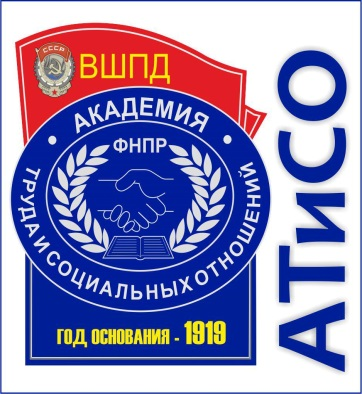 СССР
ВШПД
· АКАДЕМИЯ ·
ФНПР
ТРУДА И СОЦИАЛЬНЫХ ОТНОШЕНИЙ
ГОД ОСНОВАНИЯ - 1919
АТиСО